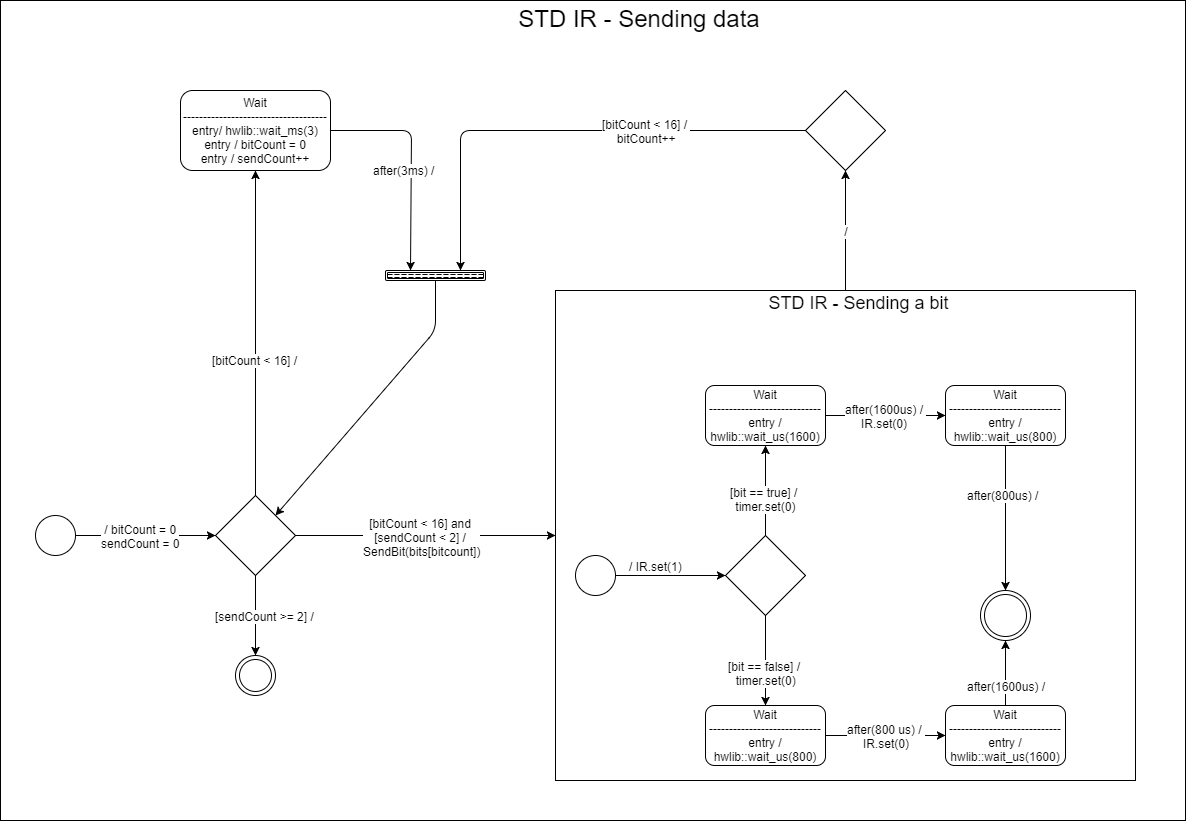 STD IR - Sending data
Wait
entry/ hwlib::wait_ms(3)
entry / bitCount = 0
entry / sendCount++
after(3ms) /
[bitCount < 16] /
bitCount++
/
[bitCount < 16] /
/ bitCount = 0
sendCount = 0
[bitCount < 16] and
[sendCount < 2] /
SendBit(bits[bitcount])
[sendCount >= 2] /
STD IR - Sending a bit
Wait
entry /
hwlib::wait_us(1600)
after(1600us) /
IR.set(0)
Wait
entry /
hwlib::wait_us(800)
[bit == true] /
timer.set(0)
after(800us) /
/ IR.set(1)
[bit == false] /
timer.set(0)
after(1600us) /
Wait
entry /
hwlib::wait_us(800)
after(800 us) /
IR.set(0)
Wait
entry /
hwlib::wait_us(1600)